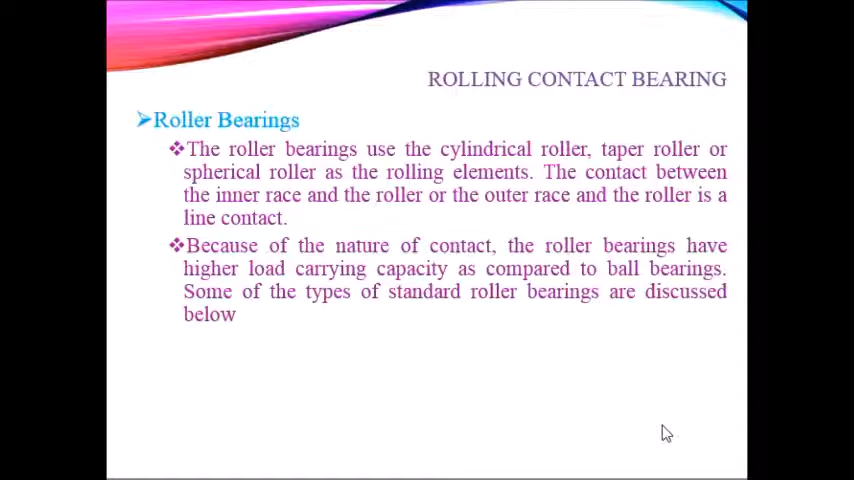 ROLLING CONTACT BEARING
Roller Bearings
The roller bearings use the cylindrical roller, taper roller or
spherical roller as the rolling elements. The contact between
the inner race and the roller or the outer race and the roller is a
line contact.
Because of the nature of contact, the roller bearings have
higher load carrying capacity as compared to ball bearings.
Some of the types of standard roller bearings are discussed
below